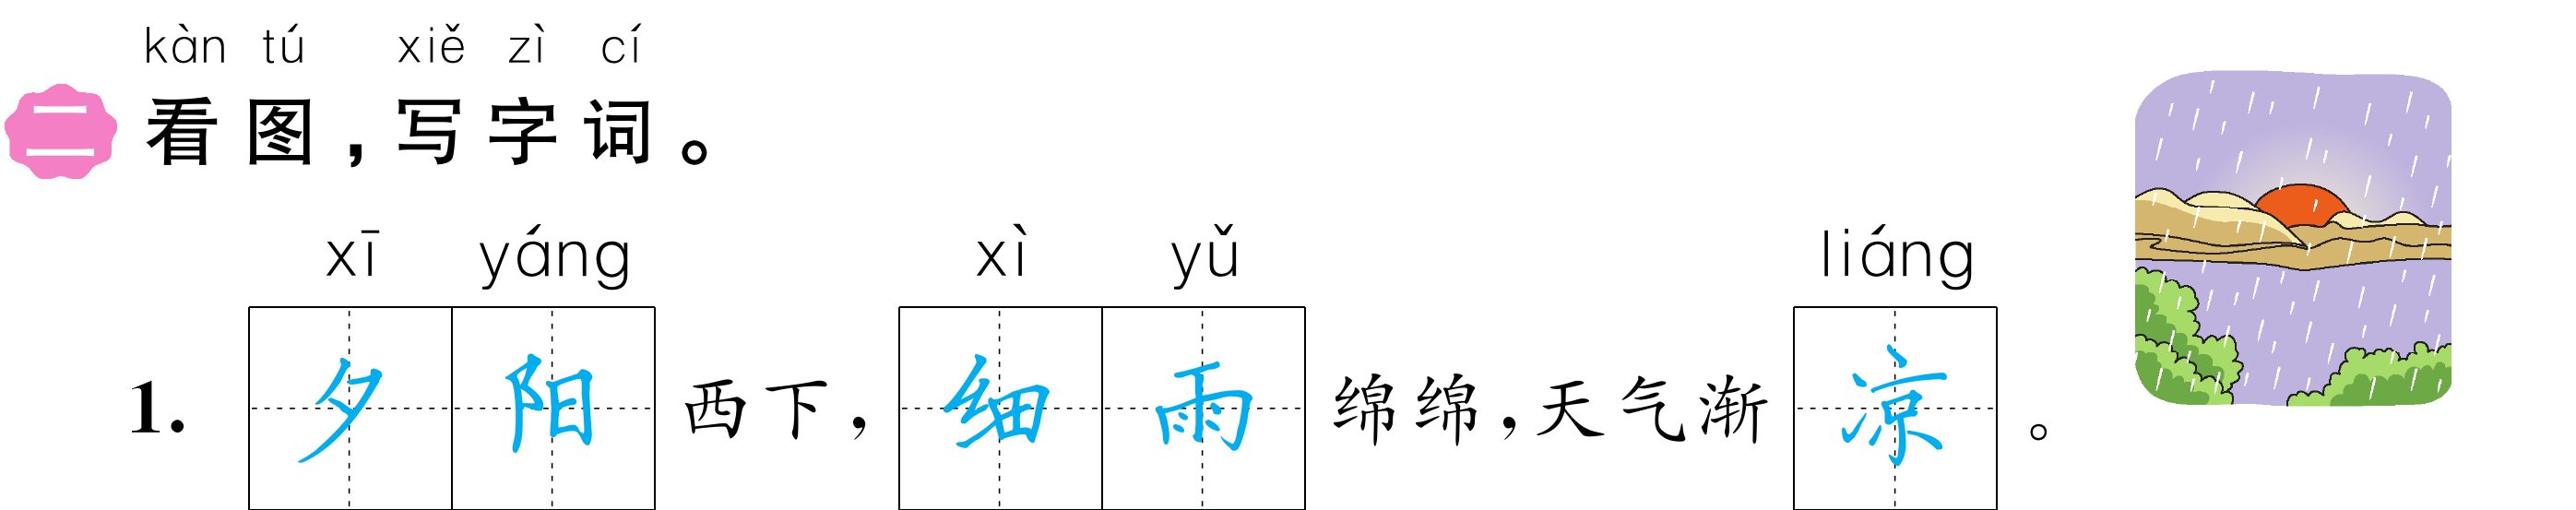 kàn tú xiě zì cí
二 看图，写字词。
xī yáng xì yǔ liáng
1. 夕阳西下，细雨绵绵，天气渐凉。